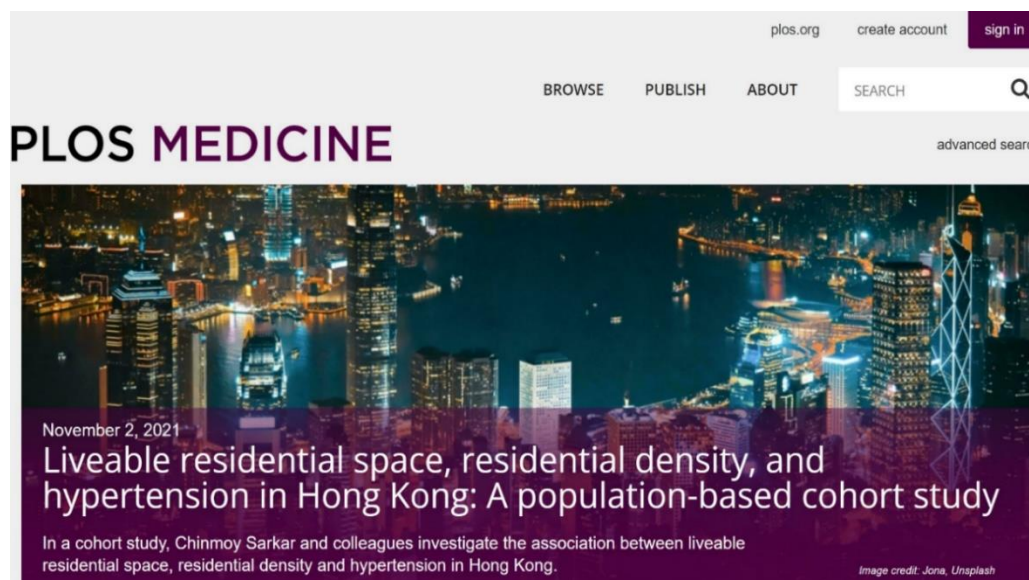 plos.org create account sign in
BROWSE PUBLISH ABOUT SEARCH
PLOS MEDICINE
advanced sear
November 2, 2021
Liveable residential space, residential density, and
hypertension in Hong Kong: A population-based cohort study
In a cohort study, Chinmoy Sarkar and colleagues investigate the association between liveable
residential space, residential density and hypertension in Hong Kong.
Image credit: Jona, Unsplash